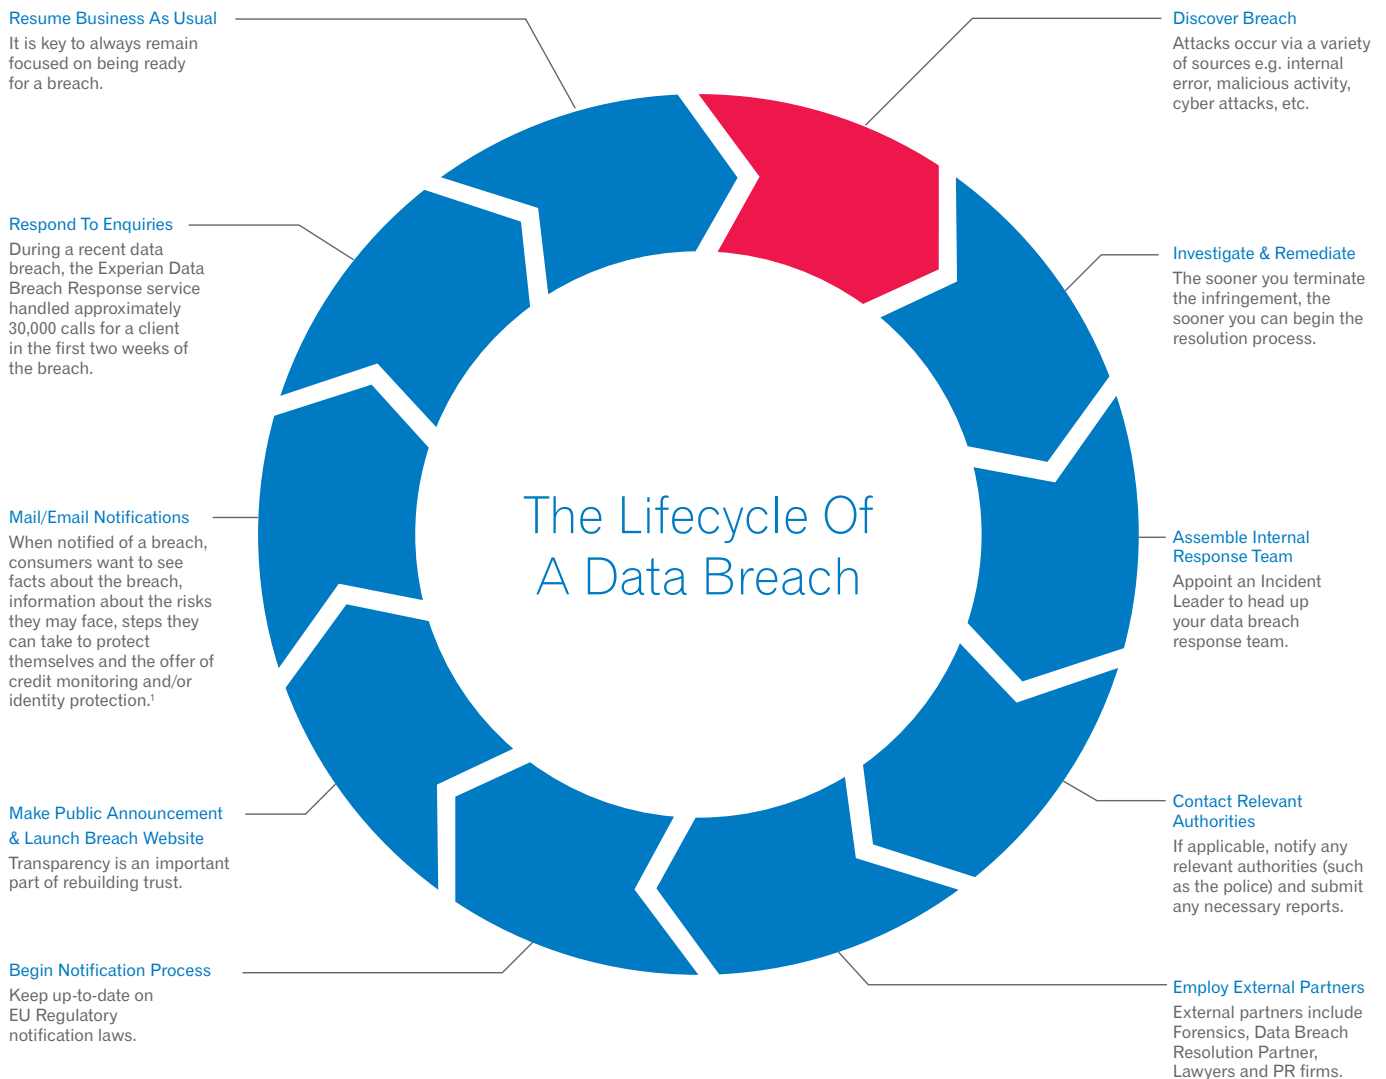 Resume Business As Usual
It is key to always remain
focused on being ready
for a breach.
Discover Breach
Attacks occur via a variety
of sources e.g. internal
error, malicious activity,
cyber attacks, etc.
Respond To Enquiries
During a recent data
breach, the Experian Data
Breach Response service
handled approximately
30,000 calls for a client
in the first two weeks of
the breach.
Investigate & Remediate
The sooner you terminate
the infringement, the
sooner you can begin the
resolution process.
The Lifecycle Of
A Data Breach
Mail/Email Notifications
When notified of a breach,
consumers want to see
facts about the breach,
information about the risks
they may face, steps they
can take to protect
themselves and the offer of
credit monitoring and/or
identity protection.¹
Assemble Internal
Response Team
Appoint an Incident
Leader to head up
your data breach
response team.
Make Public Announcement
& Launch Breach Website
Transparency is an important
part of rebuilding trust.
Contact Relevant
Authorities
If applicable, notify any
relevant authorities (such
as the police) and submit
any necessary reports.
Begin Notification Process
Keep up-to-date on
EU Regulatory
notification laws.
Employ External Partners
External partners include
Forensics, Data Breach
Resolution Partner,
Lawyers and PR firms.